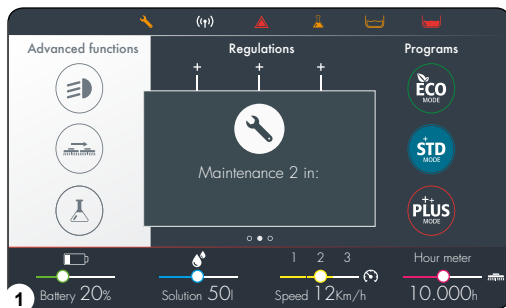 Advanced functions
Regulations
Programs
+ + +
ECO
MODE
Maintenance 2 in:
+
STD
MODE
++
PLUS
MODE
1 2 3
Hour meter
Battery 20%
Solution 50l
Speed 12Km/h
10.000h
1